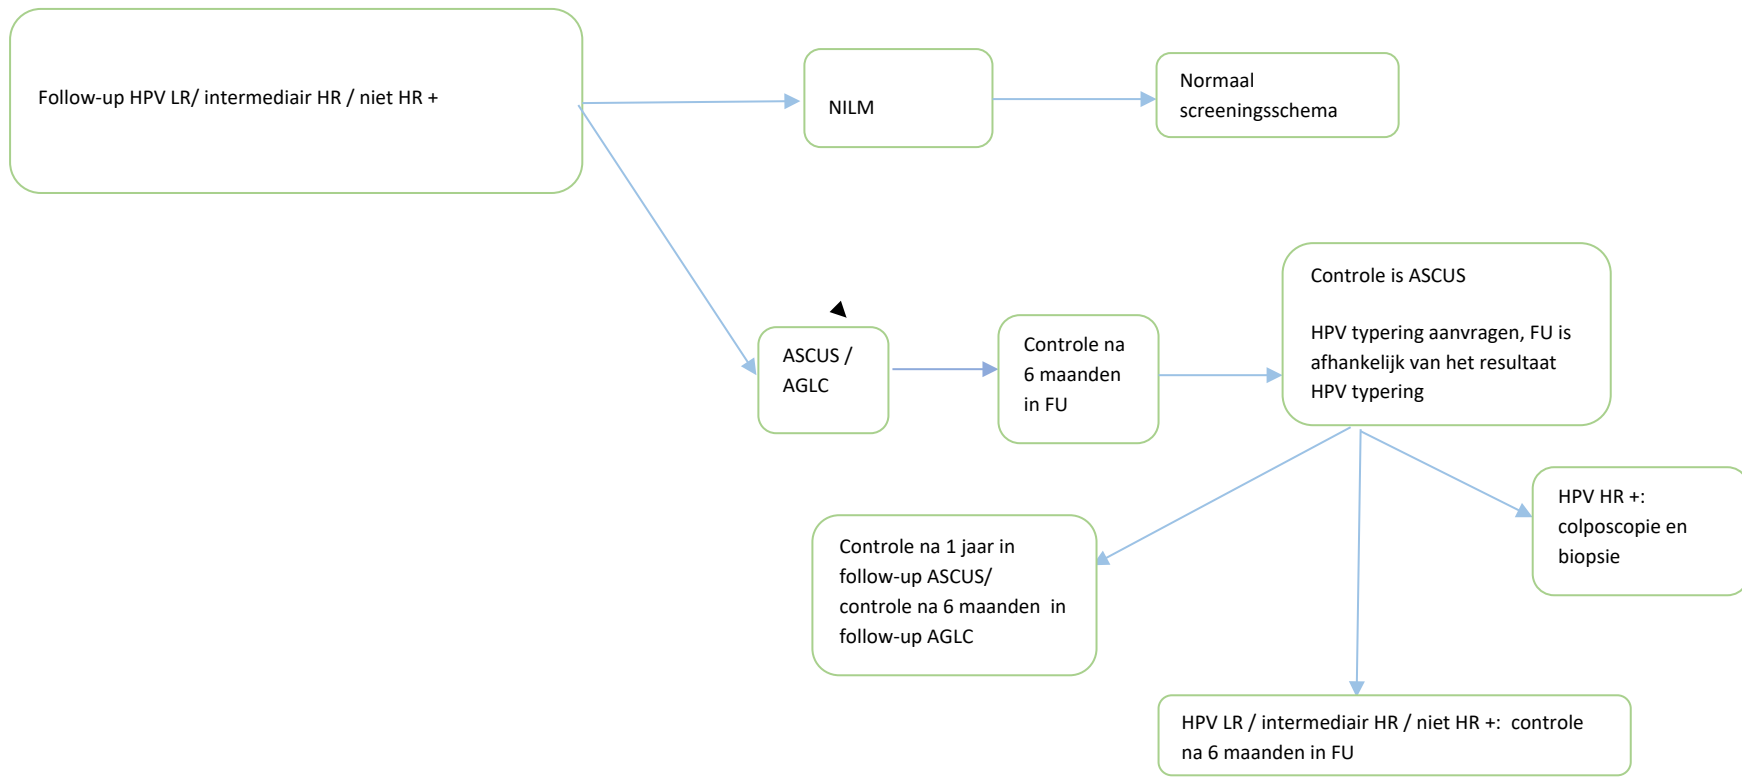 Follow-up HPV LR/ intermediair HR / niet HR +
NILM
Normaal
screeningsschema
ASCUS /
AGLC
Controle na
6 maanden
in FU
Controle is ASCUS
HPV typering aanvragen, FU is
afhankelijk van het resultaat
HPV typering
Controle na 1 jaar in
follow-up ASCUS/
controle na 6 maanden in
follow-up AGLC
HPV HR +:
colposcopie en
biopsie
HPV LR / intermediair HR / niet HR +: controle
na 6 maanden in FU